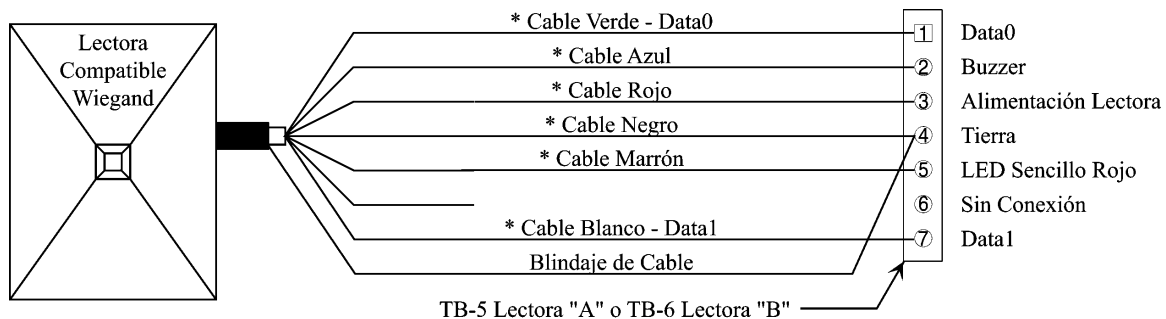 Lectora
Compatible
Wiegand
* Cable Verde - Data0
* Cable Azul
* Cable Rojo
* Cable Negro
* Cable Marrón
* Cable Blanco - Data1
Blindaje de Cable
1 Data0
2 Buzzer
3 Alimentación Lectora
4 Tierra
5 LED Sencillo Rojo
6 Sin Conexión
7 Data1
TB-5 Lectora "A" o TB-6 Lectora "B"